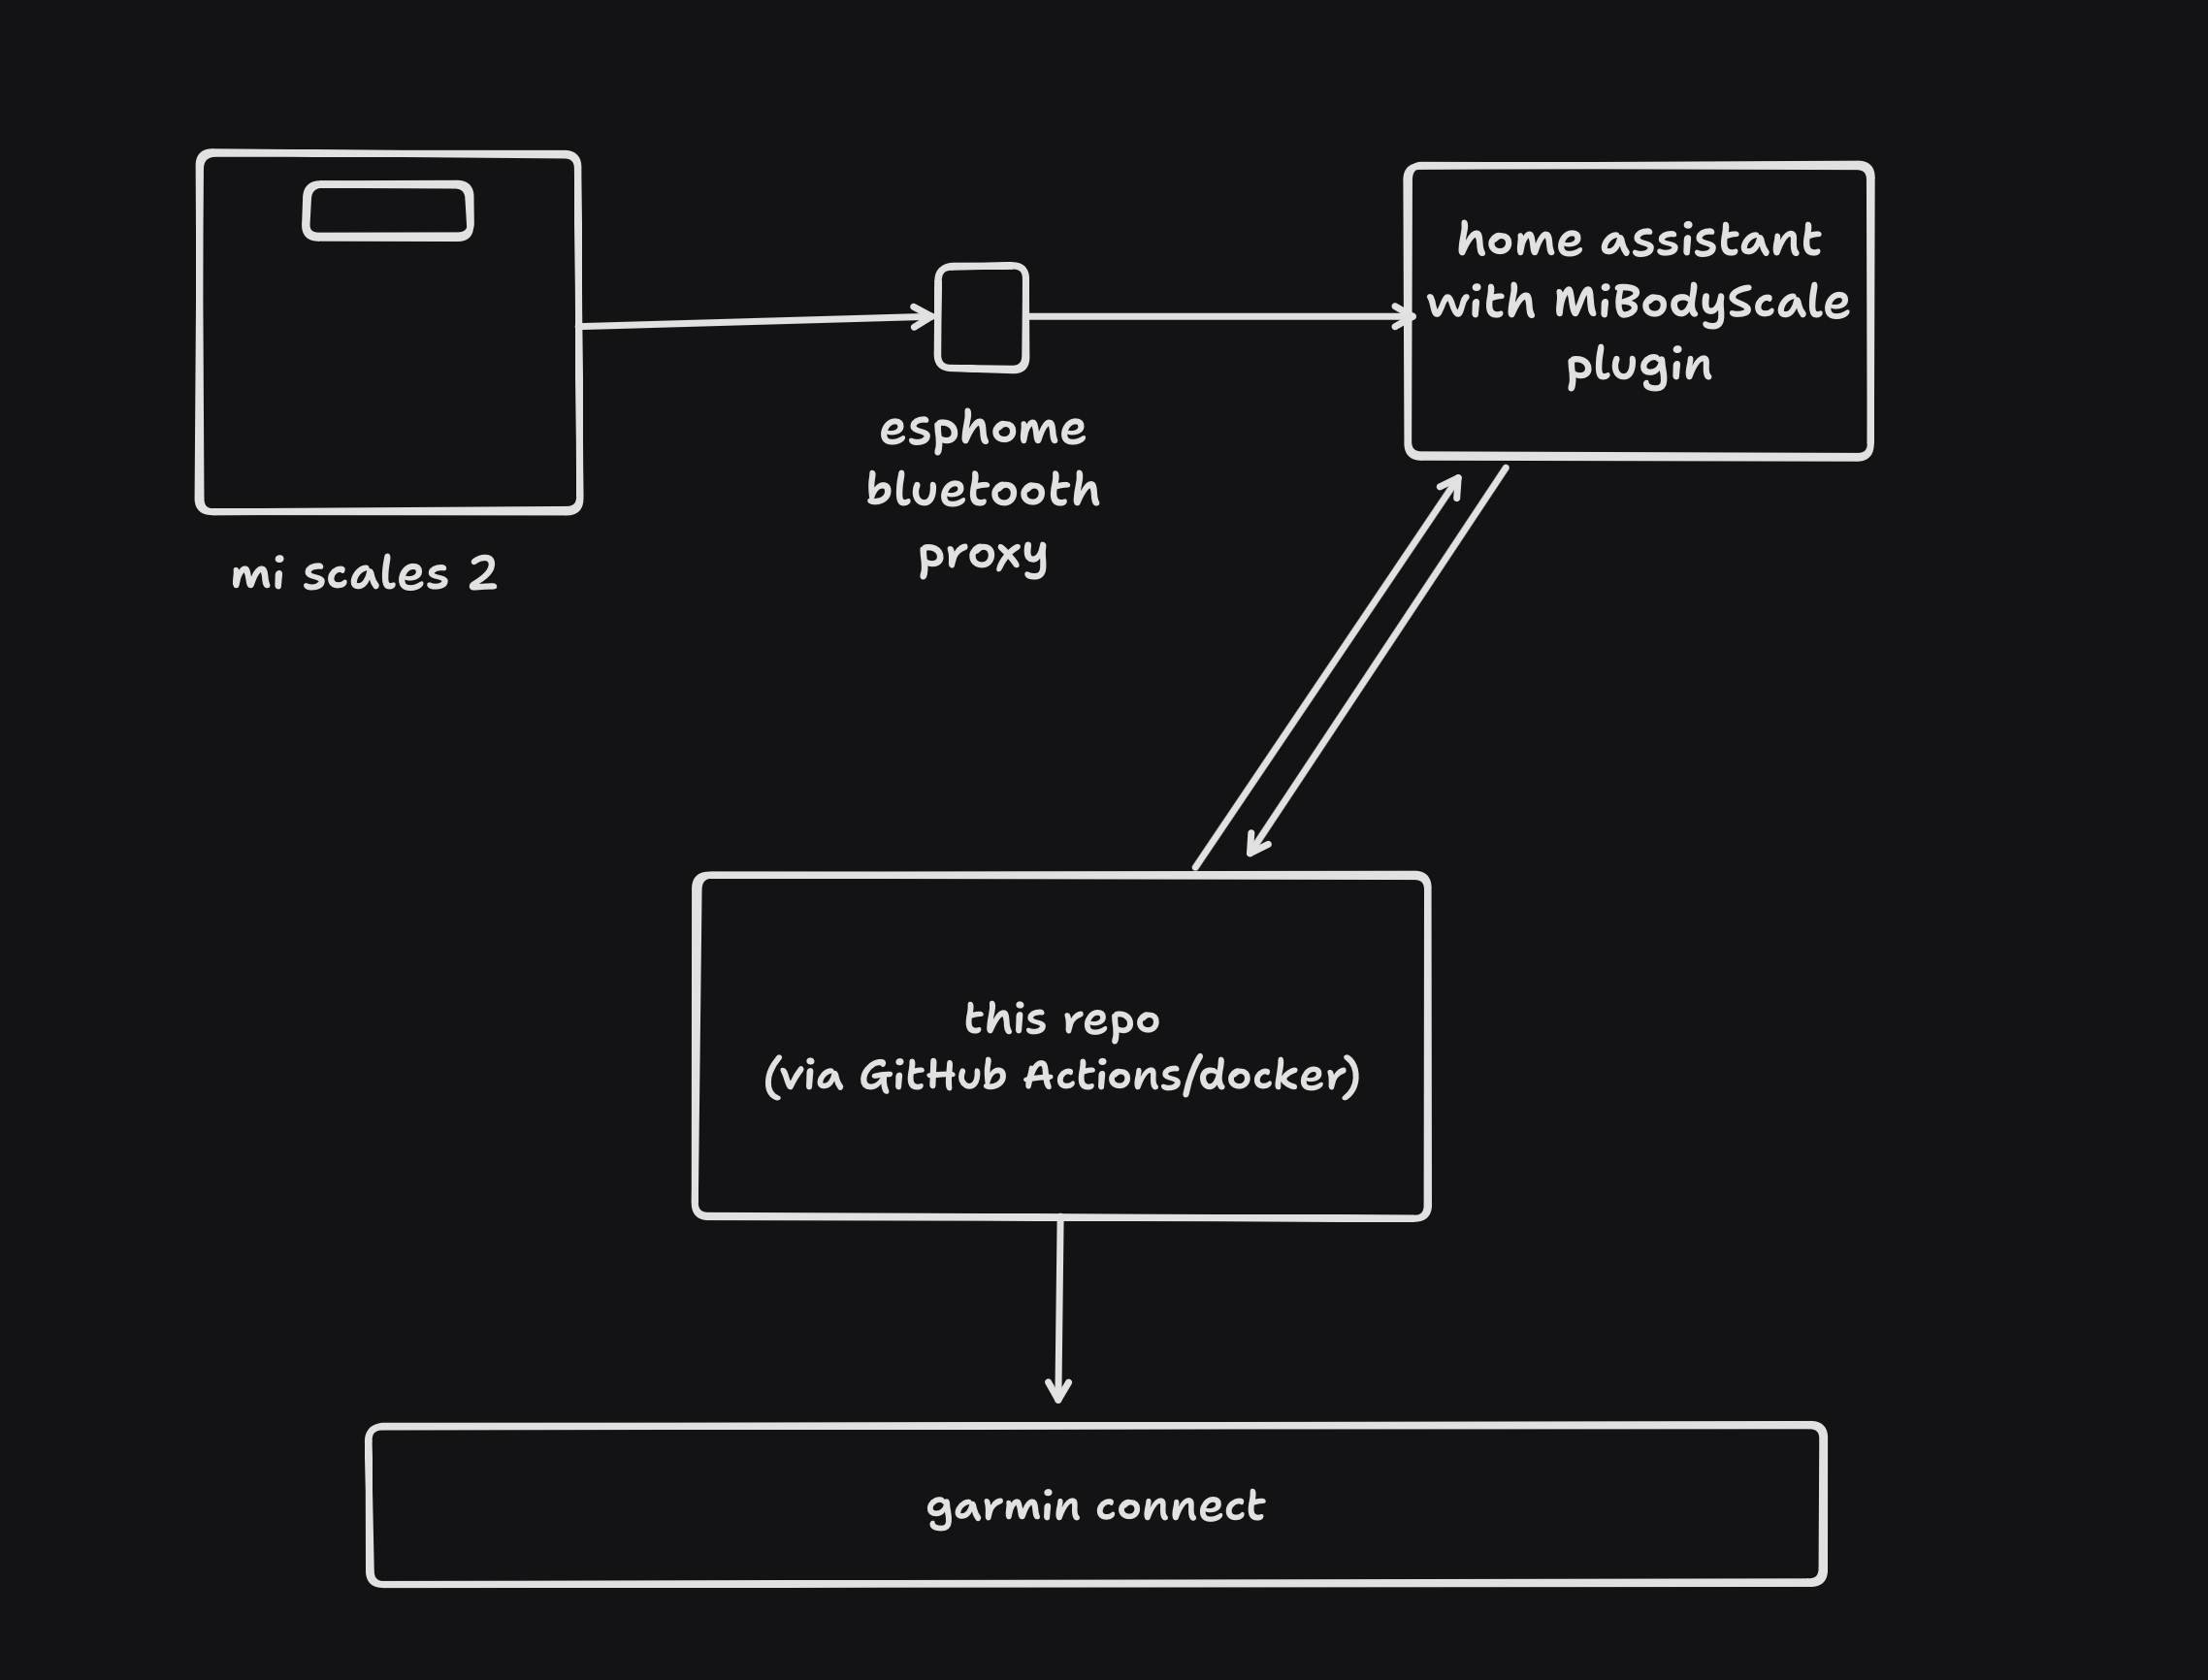 home assistant
with MiBodyScale
plugin
esphome
bluetooth
proxy
mi scales 2
this repo
(via GitHub Actions/docker)
garmin connect